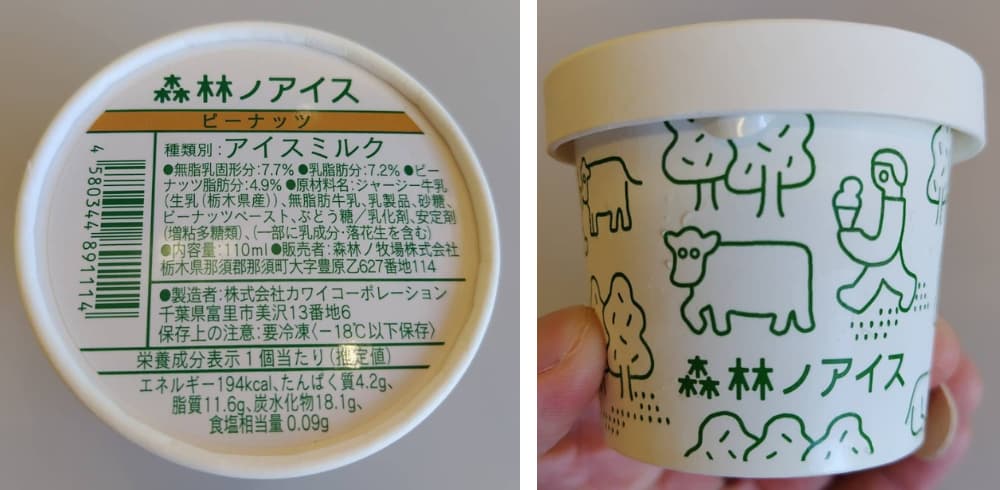 森林ノアイス
ピーナッツ
種類別：アイスミルク
●無脂乳固形分：7.7% ●乳脂肪分：7.2% ●ピー
ナッツ脂肪分：4.9% ●原材料名：ジャージー牛乳
(生乳(栃木県産))、無脂肪牛乳、乳製品、砂糖、
ピーナッツペースト、ぶどう糖／乳化剤、安定剤
(増粘多糖類)、(一部に乳成分・落花生を含む)
●内容量：110ml ●販売者：森林ノ牧場株式会社
栃木県那須郡那須町大字豊原乙627番地114
●製造者：株式会社カワイコーポレーション
千葉県富里市美沢13番地6
保存上の注意：要冷凍〈−18℃以下保存〉
栄養成分表示1個当たり(推定値)
エネルギー194kcal、たんぱく質4.2g、
脂質11.6g、炭水化物18.1g、
食塩相当量0.09g
4 580344 891114
森林ノアイス